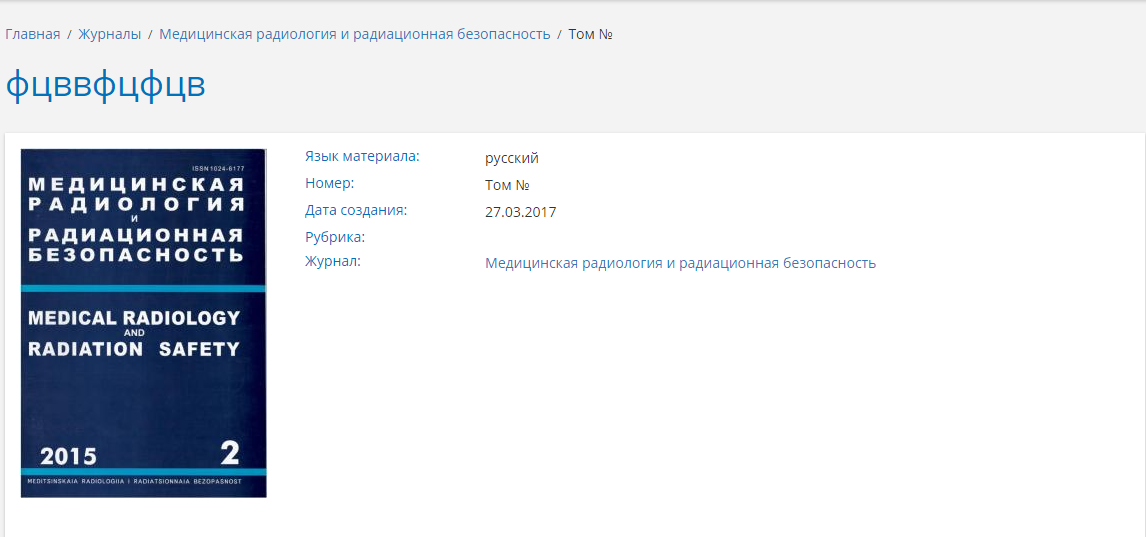 Главная / Журналы / Медицинская радиология и радиационная безопасность / Том №
фцввфцфцв
ISSN 1024-6177
МЕДИЦИНСКАЯ
РАДИОЛОГИЯ
И
РАДИАЦИОННАЯ
БЕЗОПАСНОСТЬ
MEDICAL RADIOLOGY
AND
RADIATION SAFETY
2015 2
MEDITSINSKAIA RADIOLOGIIA I RADIATSIONNAIA BEZOPASNOST
Язык материала: русский
Номер: Том №
Дата создания: 27.03.2017
Рубрика:
Журнал: Медицинская радиология и радиационная безопасность